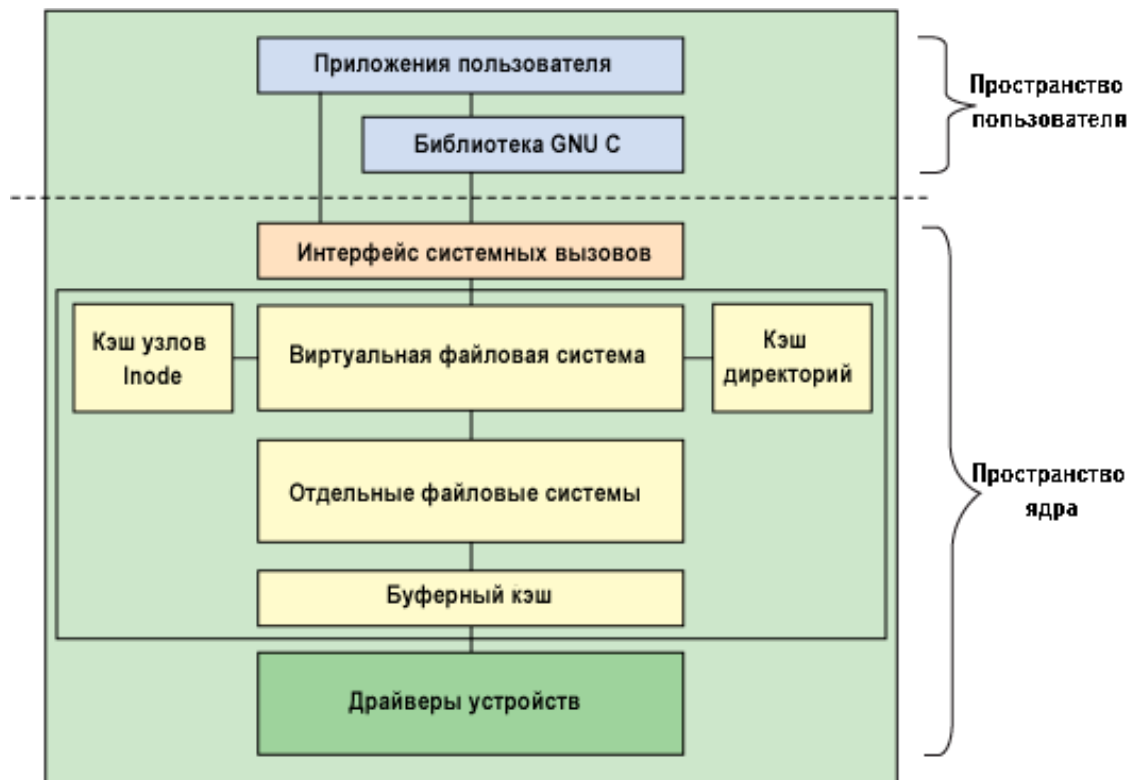 Приложения пользователя
Пространство
пользователя
Библиотека GNU C
Интерфейс системных вызовов
Кэш узлов
Inode
Виртуальная файловая система
Кэш
директорий
Отдельные файловые системы
Пространство
ядра
Буферный кэш
Драйверы устройств